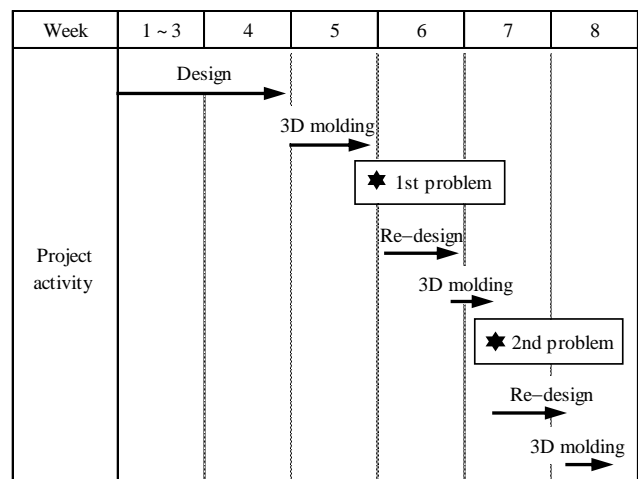 Week 1 ~ 3 4 5 6 7 8
Design
3D molding
1st problem
Re−design
Project
activity
3D molding
2nd problem
Re−design
3D molding